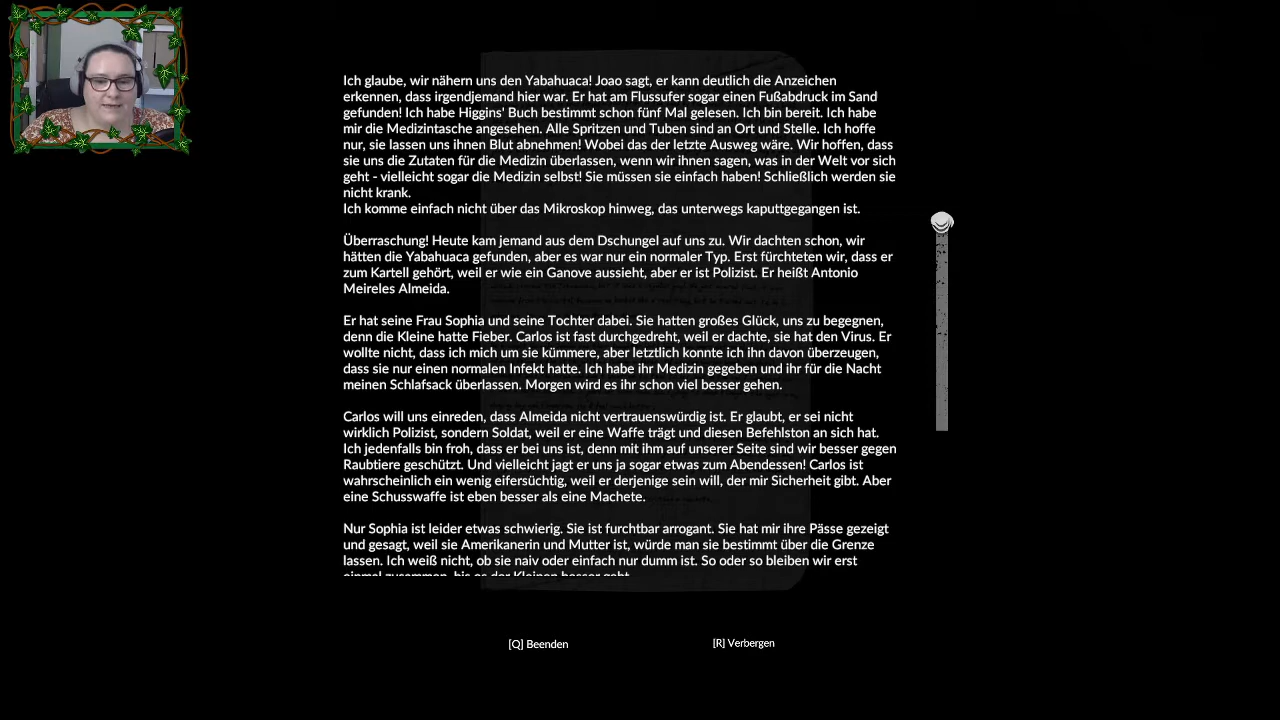 Ich glaube, wir nähern uns den Yabahuaca! Joao sagt, er kann deutlich die Anzeichen
erkennen, dass irgendjemand hier war. Er hat am Flussufer sogar einen Fußabdruck im Sand
gefunden! Ich habe Higgins' Buch bestimmt schon fünf Mal gelesen. Ich bin bereit. Ich habe
mir die Medizintasche angesehen. Alle Spritzen und Tuben sind an Ort und Stelle. Ich hoffe
nur, sie lassen uns ihnen Blut abnehmen! Wobei das der letzte Ausweg wäre. Wir hoffen, dass
sie uns die Zutaten für die Medizin überlassen, wenn wir ihnen sagen, was in der Welt vor sich
geht - vielleicht sogar die Medizin selbst! Sie müssen sie einfach haben! Schließlich werden sie
nicht krank.
Ich komme einfach nicht über das Mikroskop hinweg, das unterwegs kaputtgegangen ist.
Überraschung! Heute kam jemand aus dem Dschungel auf uns zu. Wir dachten schon, wir
hätten die Yabahuaca gefunden, aber es war nur ein normaler Typ. Erst fürchteten wir, dass er
zum Kartell gehört, weil er wie ein Ganove aussieht, aber er ist Polizist. Er heißt Antonio
Meireles Almeida.
Er hat seine Frau Sophia und seine Tochter dabei. Sie hatten großes Glück, uns zu begegnen,
denn die Kleine hatte Fieber. Carlos ist fast durchgedreht, weil er dachte, sie hat den Virus. Er
wollte nicht, dass ich mich um sie kümmere, aber letztlich konnte ich ihn davon überzeugen,
dass sie nur einen normalen Infekt hatte. Ich habe ihr Medizin gegeben und ihr für die Nacht
meinen Schlafsack überlassen. Morgen wird es ihr schon viel besser gehen.
Carlos will uns einreden, dass Almeida nicht vertrauenswürdig ist. Er glaubt, er sei nicht
wirklich Polizist, sondern Soldat, weil er eine Waffe trägt und diesen Befehlston an sich hat.
Ich jedenfalls bin froh, dass er bei uns ist, denn mit ihm auf unserer Seite sind wir besser gegen
Raubtiere geschützt. Und vielleicht jagt er uns ja sogar etwas zum Abendessen! Carlos ist
wahrscheinlich ein wenig eifersüchtig, weil er derjenige sein will, der mir Sicherheit gibt. Aber
eine Schusswaffe ist eben besser als eine Machete.
Nur Sophia ist leider etwas schwierig. Sie ist furchtbar arrogant. Sie hat mir ihre Pässe gezeigt
und gesagt, weil sie Amerikanerin und Mutter ist, würde man sie bestimmt über die Grenze
lassen. Ich weiß nicht, ob sie naiv oder einfach nur dumm ist. So oder so bleiben wir erst
einmal zusammen, bis es der Kleinen besser geht.
[Q] Beenden
[R] Verbergen